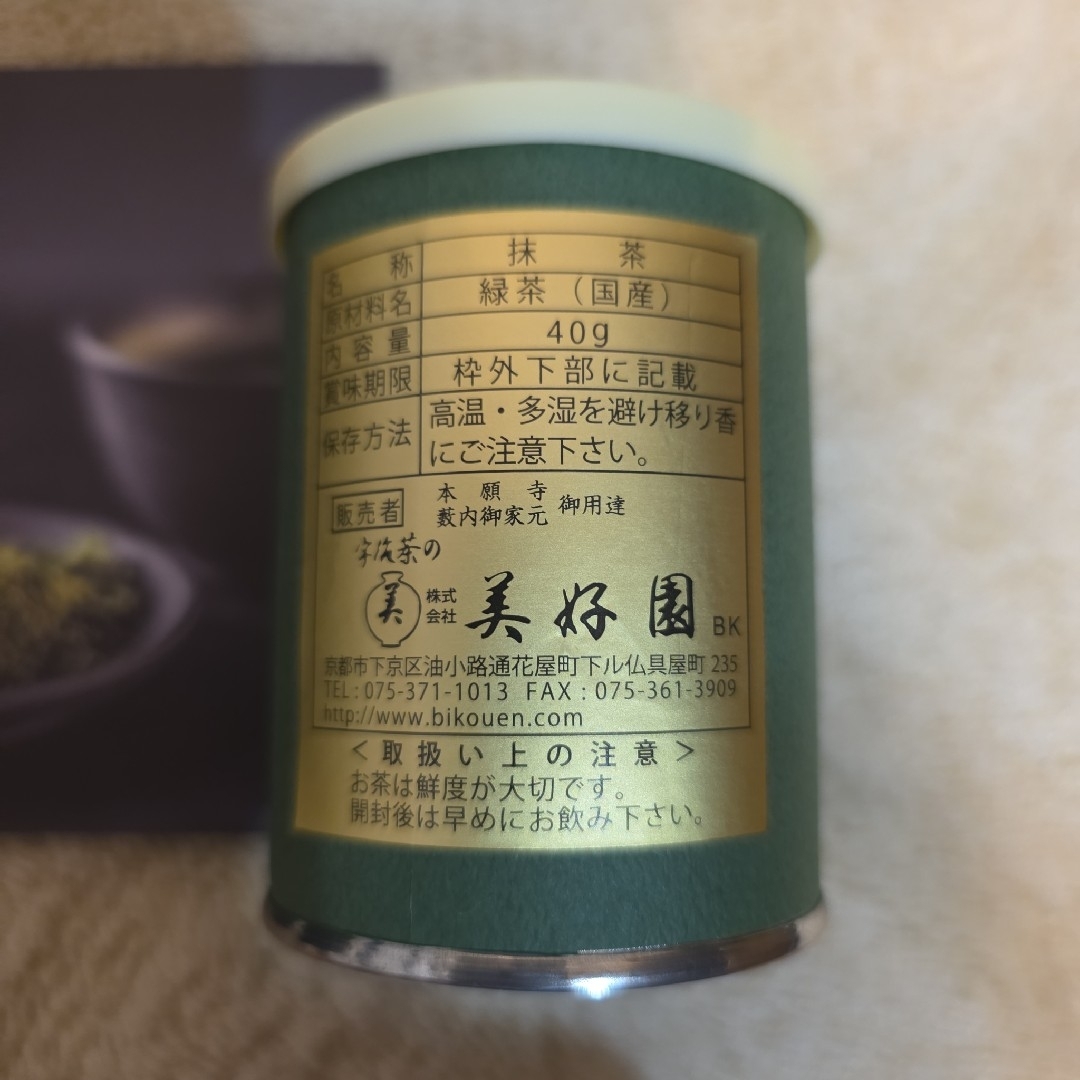 名称 抹茶
原材料名 緑茶（国産）
内容量 40g
賞味期限 枠外下部に記載
保存方法 高温・多湿を避け移り香
にご注意下さい。
販売者 本願寺
藪内御家元 御用達
宇治茶の
美 株式会社 美好園 BK
京都市下京区油小路通花屋町下ル仏具屋町 235
TEL : 075-371-1013 FAX : 075-361-3909
http://www.bikouen.com
＜取扱い上の注意＞
お茶は鮮度が大切です。
開封後は早めにお飲み下さい。